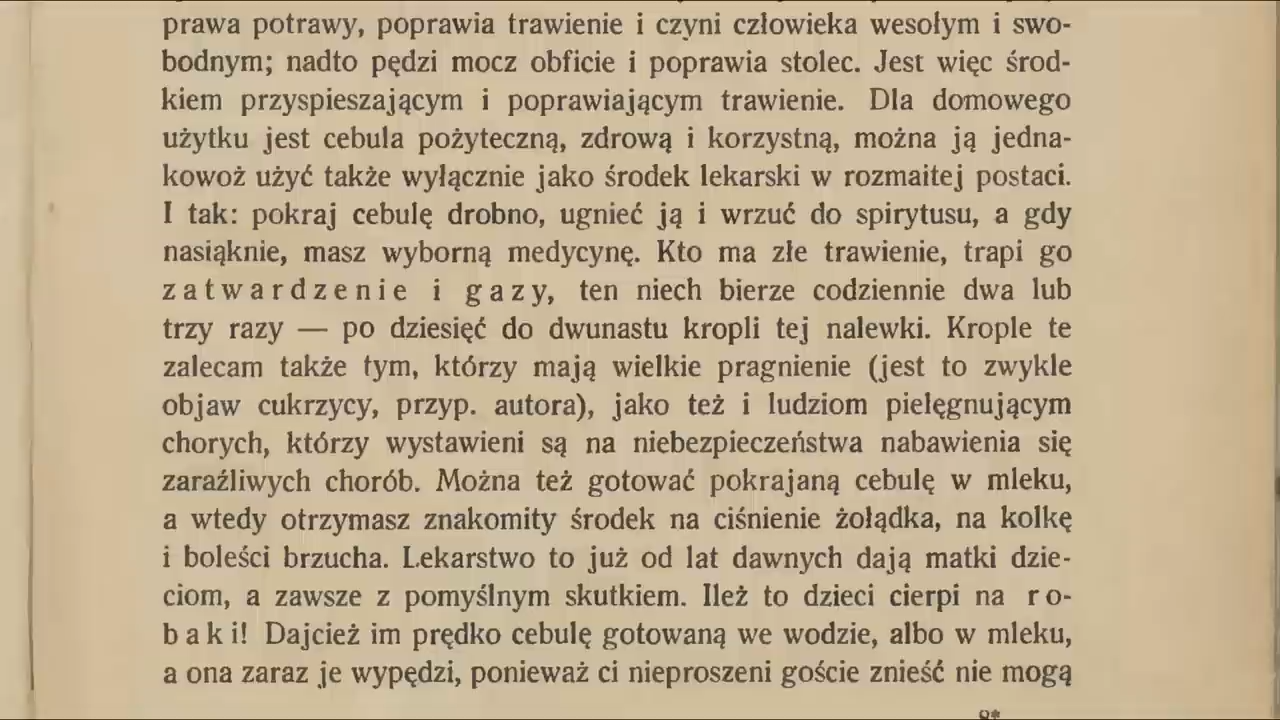 prawa potrawy, poprawia trawienie i czyni człowieka wesołym i swo-
bodnym; nadto pędzi mocz obficie i poprawia stolec. Jest więc środ-
kiem przyspieszającym i poprawiającym trawienie. Dla domowego
użytku jest cebula pożyteczną, zdrową i korzystną, można ją jedna-
kowoż użyć także wyłącznie jako środek lekarski w rozmaitej postaci.
I tak: pokraj cebulę drobno, ugnieć ją i wrzuć do spirytusu, a gdy
nasiąknie, masz wyborną medycynę. Kto ma złe trawienie, trapi go
zatwardzenie i gazy, ten niech bierze codziennie dwa lub
trzy razy — po dziesięć do dwunastu kropli tej nalewki. Krople te
zalecam także tym, którzy mają wielkie pragnienie (jest to zwykle
objaw cukrzycy, przyp. autora), jako też i ludziom pielęgnującym
chorych, którzy wystawieni są na niebezpieczeństwa nabawienia się
zaraźliwych chorób. Można też gotować pokrajaną cebulę w mleku,
a wtedy otrzymasz znakomity środek na ciśnienie żołądka, na kolkę
i boleści brzucha. Lekarstwo to już od lat dawnych dają matki dzie-
ciom, a zawsze z pomyślnym skutkiem. Ileż to dzieci cierpi na ro-
baki! Dajcież im prędko cebulę gotowaną we wodzie, albo w mleku,
a ona zaraz je wypędzi, ponieważ ci nieproszeni goście znieść nie mogą